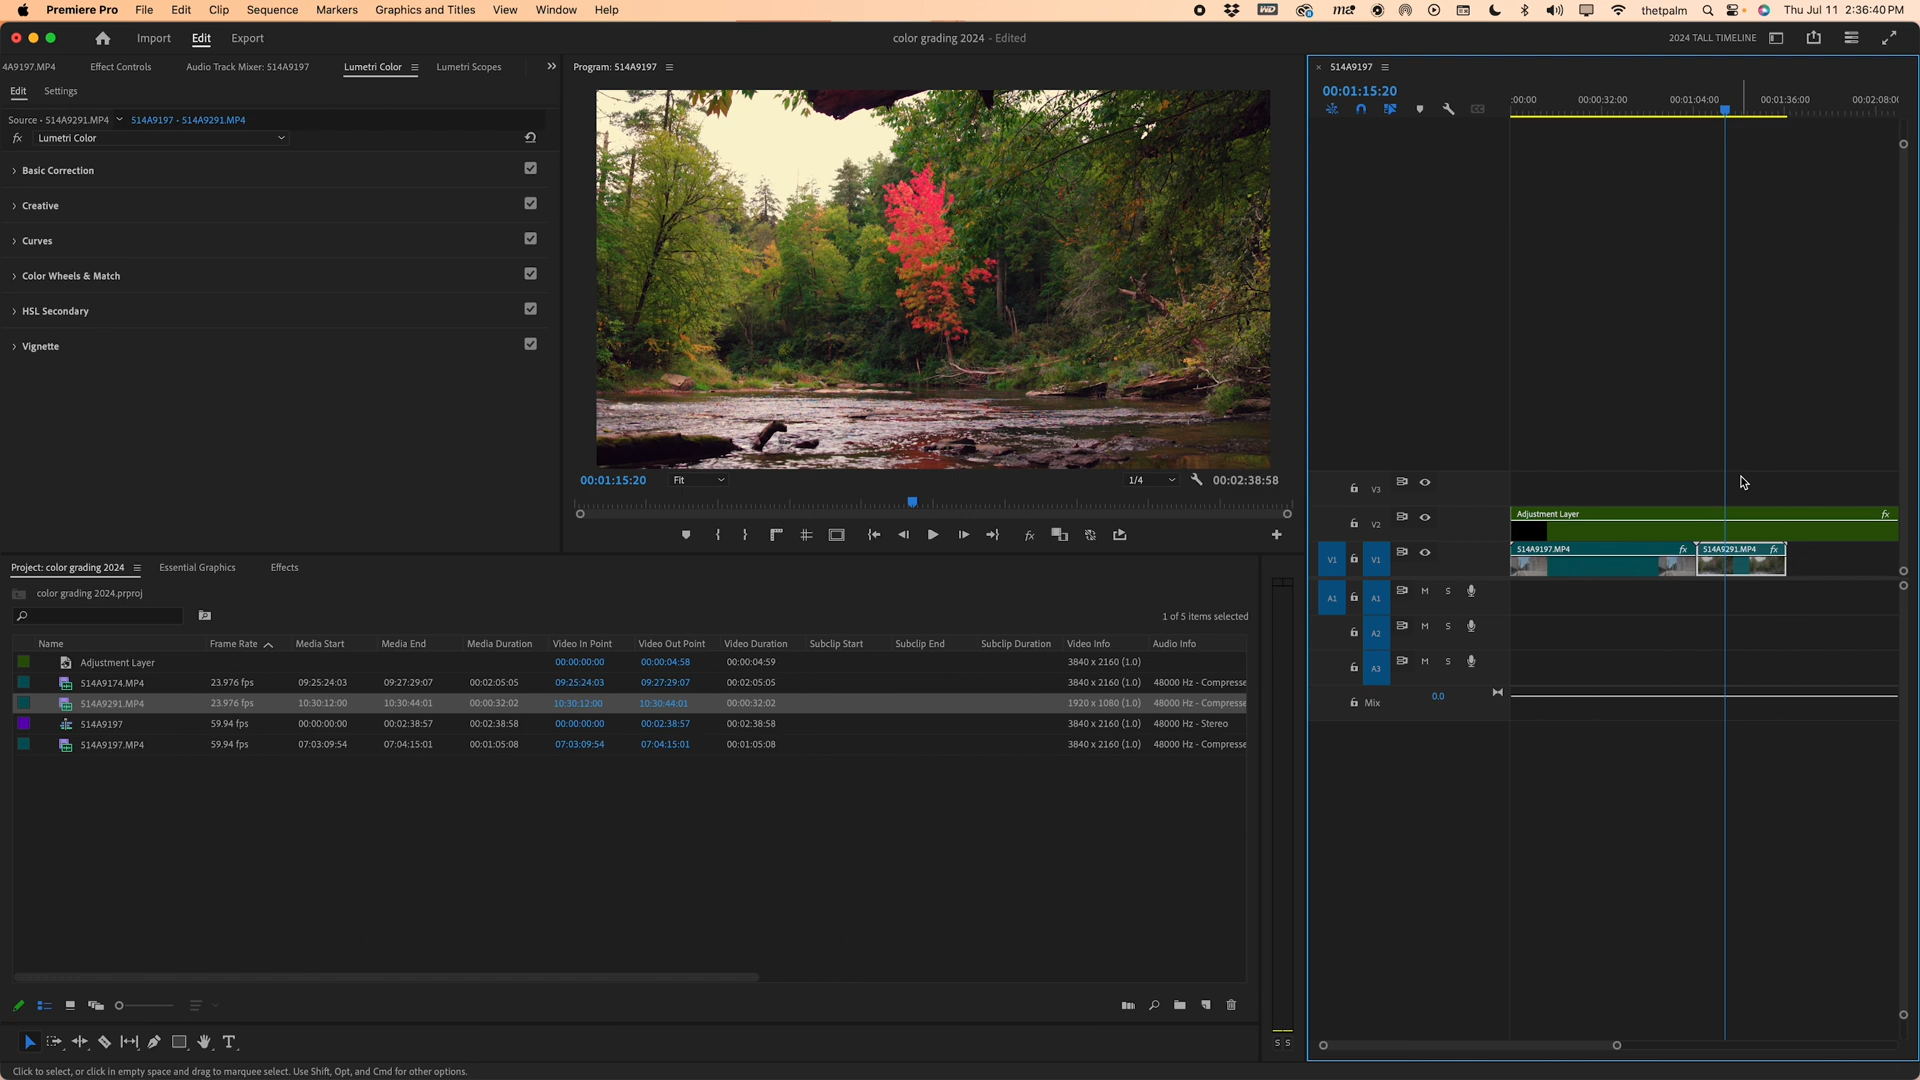 Premiere Pro File Edit Clip Sequence Markers Graphics and Titles View Window Help thetpalm Thu Jul 11 2:36:40 PM
Import Edit Export color grading 2024 - Edited 2024 TALL TIMELINE
4A9197.MP4 Effect Controls Audio Track Mixer: 514A9197 Lumetri Color Lumetri Scopes Program: 514A9197 514A9197
Edit Settings
00:01:15:20
:00:00 00:00:32:00 00:01:04:00 00:01:36:00 00:02:08:00
Source • 514A9291.MP4 514A9197 • 514A9291.MP4
fx Lumetri Color
Basic Correction
Creative
Curves
Color Wheels & Match
HSL Secondary
Vignette
00:01:15:20 Fit 1/4 00:02:38:58
V3
V2 Adjustment Layer fx
V1 V1 514A9197.MP4 fx 514A9291.MP4 fx
A1 A1 M S
A2 M S
A3 M S
Mix 0.0
Project: color grading 2024 Essential Graphics Effects
color grading 2024.prproj
1 of 5 items selected
Name Frame Rate Media Start Media End Media Duration Video In Point Video Out Point Video Duration Subclip Start Subclip End Subclip Duration Video Info Audio Info
Adjustment Layer 00:00:00:00 00:00:04:58 00:00:04:59 3840 x 2160 (1.0)
514A9174.MP4 23.976 fps 09:25:24:03 09:27:29:07 00:02:05:05 09:25:24:03 09:27:29:07 00:02:05:05 3840 x 2160 (1.0) 48000 Hz - Compresse
514A9291.MP4 23.976 fps 10:30:12:00 10:30:44:01 00:00:32:02 10:30:12:00 10:30:44:01 00:00:32:02 1920 x 1080 (1.0) 48000 Hz - Compresse
514A9197 59.94 fps 00:00:00:00 00:02:38:57 00:02:38:58 00:00:00:00 00:02:38:57 00:02:38:58 3840 x 2160 (1.0) 48000 Hz - Stereo
514A9197.MP4 59.94 fps 07:03:09:54 07:04:15:01 00:01:05:08 07:03:09:54 07:04:15:01 00:01:05:08 3840 x 2160 (1.0) 48000 Hz - Compresse
S S
Click to select, or click in empty space and drag to marquee select. Use Shift, Opt, and Cmd for other options.